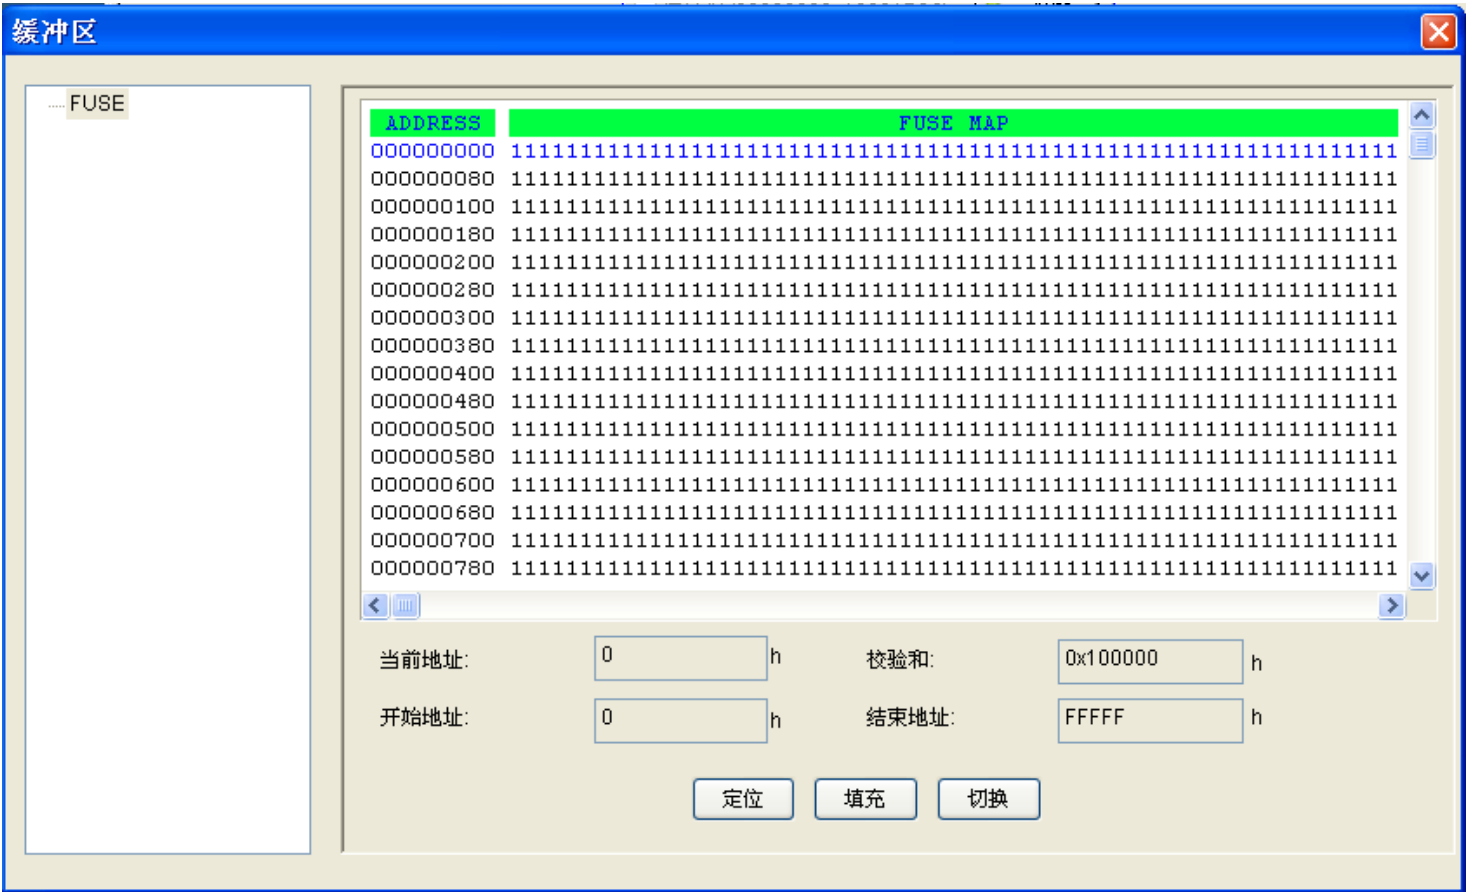 缓冲区
FUSE
ADDRESS FUSE MAP
000000000 1111111111111111111111111111111111111111111111111111111111111111
000000080 1111111111111111111111111111111111111111111111111111111111111111
000000100 1111111111111111111111111111111111111111111111111111111111111111
000000180 1111111111111111111111111111111111111111111111111111111111111111
000000200 1111111111111111111111111111111111111111111111111111111111111111
000000280 1111111111111111111111111111111111111111111111111111111111111111
000000300 1111111111111111111111111111111111111111111111111111111111111111
000000380 1111111111111111111111111111111111111111111111111111111111111111
000000400 1111111111111111111111111111111111111111111111111111111111111111
000000480 1111111111111111111111111111111111111111111111111111111111111111
000000500 1111111111111111111111111111111111111111111111111111111111111111
000000580 1111111111111111111111111111111111111111111111111111111111111111
000000600 1111111111111111111111111111111111111111111111111111111111111111
000000680 1111111111111111111111111111111111111111111111111111111111111111
000000700 1111111111111111111111111111111111111111111111111111111111111111
000000780 1111111111111111111111111111111111111111111111111111111111111111
当前地址: 0 h 校验和: 0x100000 h
开始地址: 0 h 结束地址: FFFFF h
定位 填充 切换